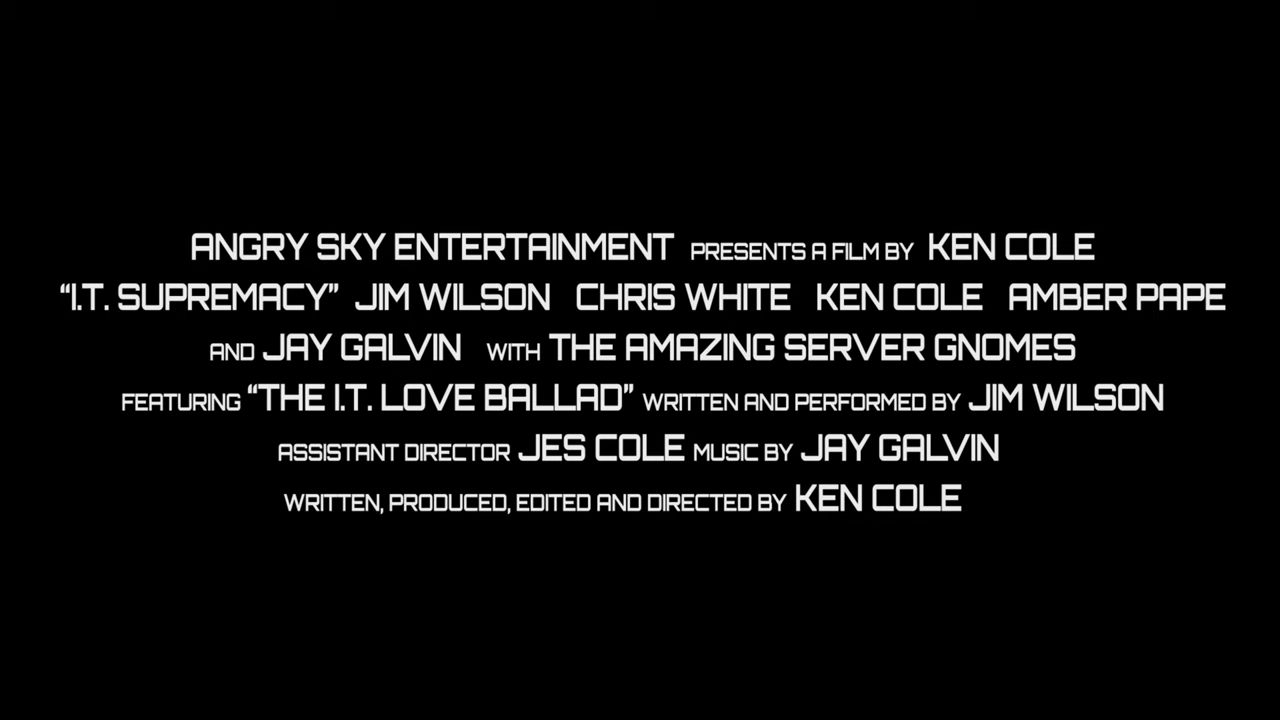 ANGRY SKY ENTERTAINMENT PRESENTS A FILM BY KEN COLE
“I.T. SUPREMACY” JIM WILSON CHRIS WHITE KEN COLE AMBER PAPE
AND JAY GALVIN WITH THE AMAZING SERVER GNOMES
FEATURING “THE I.T. LOVE BALLAD” WRITTEN AND PERFORMED BY JIM WILSON
ASSISTANT DIRECTOR JES COLE MUSIC BY JAY GALVIN
WRITTEN, PRODUCED, EDITED AND DIRECTED BY KEN COLE